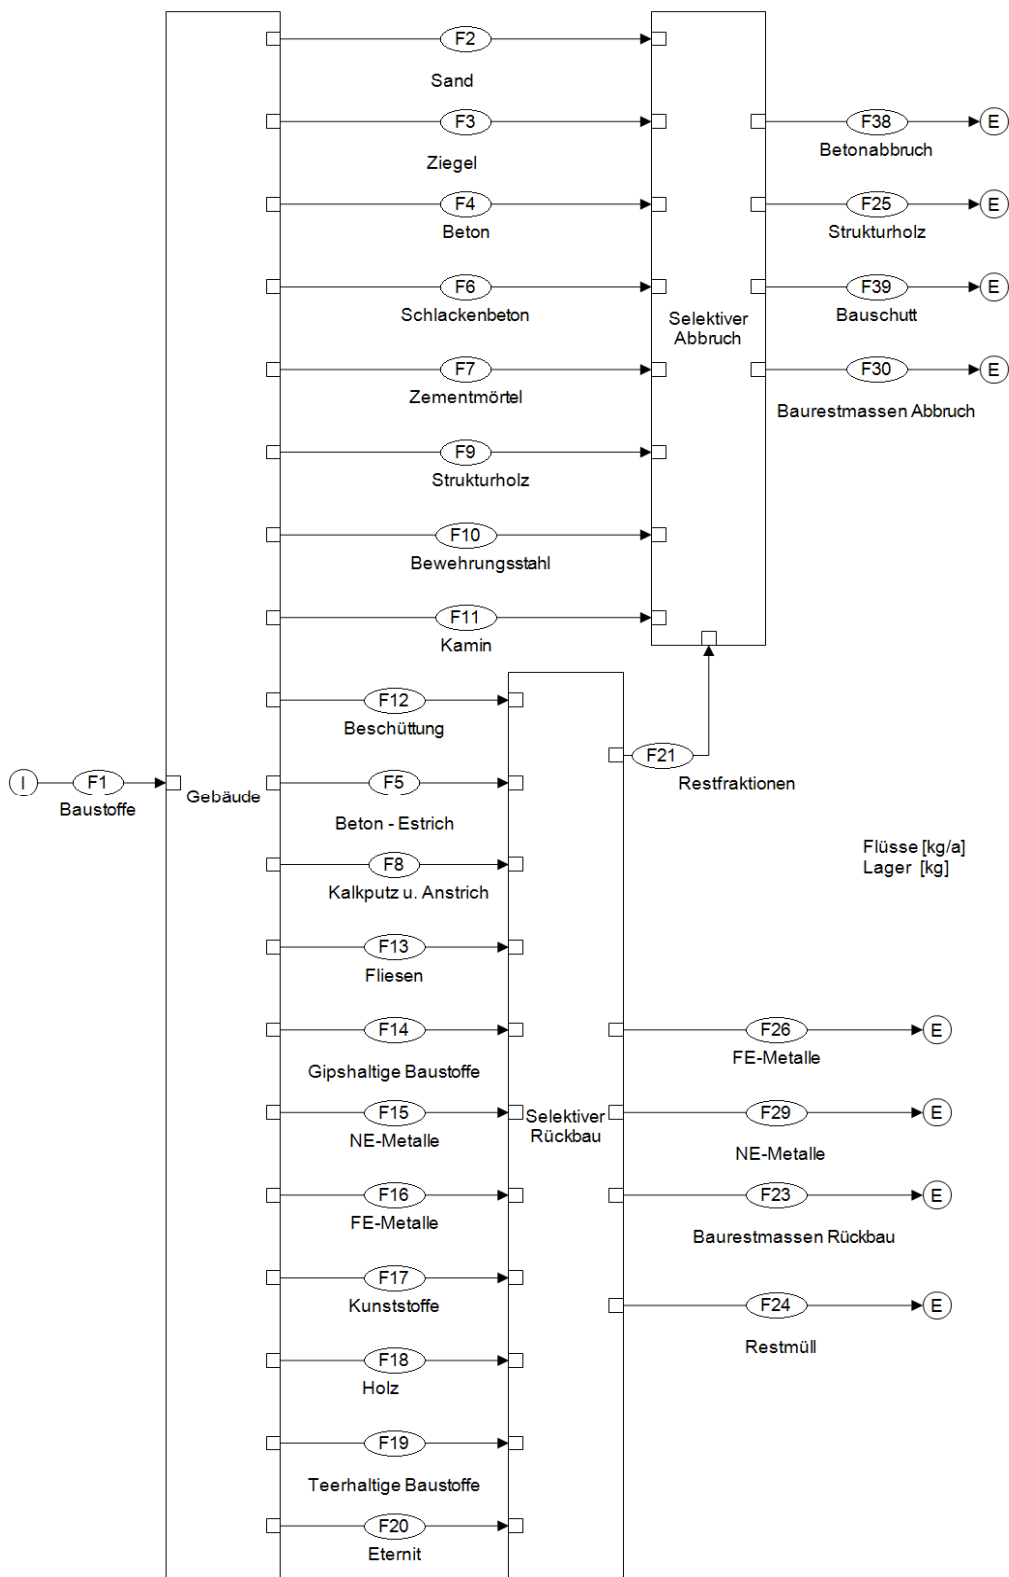 F2
Sand
F3
F38
Ziegel
Betonabbruch
E
F4
F25
Beton
Strukturholz
E
F6
F39
Schlackenbeton
Bauschutt
E
Selektiver
Abbruch
F7
F30
Zementmörtel
Baurestmassen Abbruch
E
F9
Strukturholz
F10
Bewehrungsstahl
F11
Kamin
F12
Beschüttung
F21
Restfraktionen
I
F1
Baustoffe
Gebäude
F5
Beton - Estrich
Flüsse [kg/a]
Lager [kg]
F8
Kalkputz u. Anstrich
F13
Fliesen
F14
Gipshaltige Baustoffe
F26
FE-Metalle
E
F15
NE-Metalle
Selektiver
Rückbau
F29
NE-Metalle
E
F16
FE-Metalle
F23
Baurestmassen Rückbau
E
F17
Kunststoffe
F24
Restmüll
E
F18
Holz
F19
Teerhaltige Baustoffe
F20
Eternit